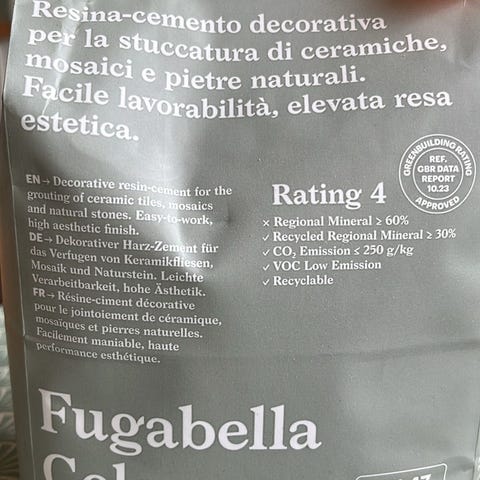 Resina-cemento decorativa
per la stuccatura di ceramiche,
mosaici e pietre naturali.
Facile lavorabilità, elevata resa
estetica.
EN→Decorative resin-cement for the
grouting of ceramic tiles, mosaics
and natural stones. Easy-to-work,
high aesthetic finish.
DE→Dekorativer Harz-Zement für
das Verfugen von Keramikfliesen,
Mosaik und Naturstein. Leichte
Verarbeitbarkeit, hohe Ästhetik.
FR→Résine-ciment décorative
pour le jointoiement de céramique,
mosaïques et pierres naturelles.
Facilement maniable, haute
performance esthétique.
Rating 4
× Regional Mineral ≥ 60%
✓ Recycled Regional Mineral ≥ 30%
✓ CO₂ Emission ≤ 250 g/kg
✓ VOC Low Emission
✓ Recyclable
GREENBUILDING RATING
REF.
GBR DATA
REPORT
10.23
APPROVED
Fugabella